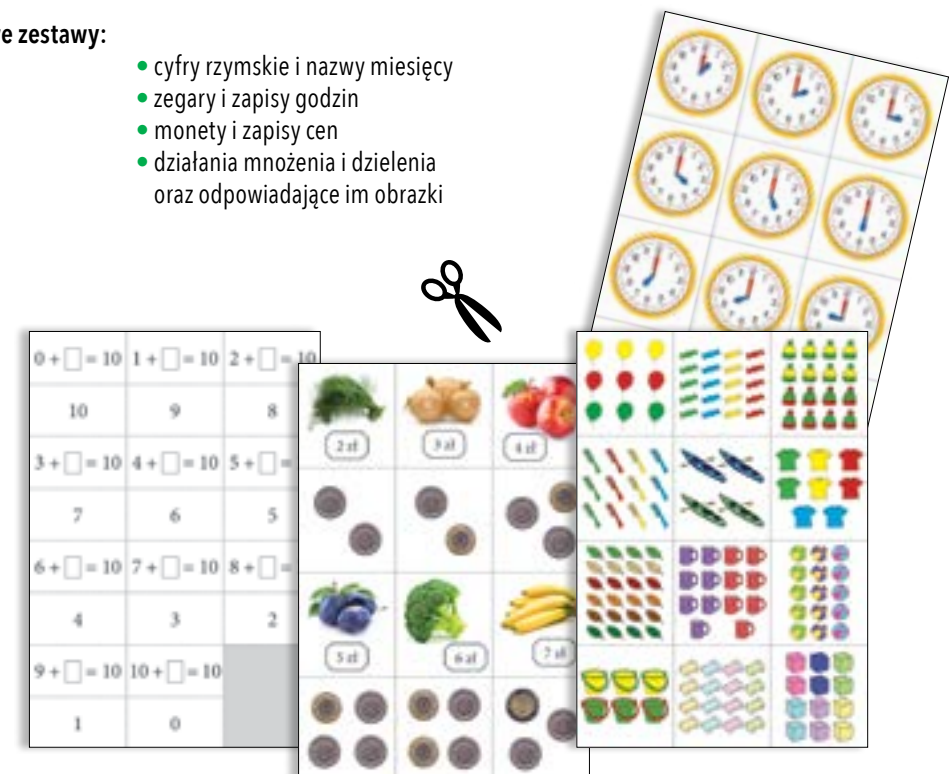 e zestawy:
• cyfry rzymskie i nazwy miesięcy
• zegary i zapisy godzin
• monety i zapisy cen
• działania mnożenia i dzielenia
oraz odpowiadające im obrazki
0 + □ = 10 1 + □ = 10 2 + □ = 10
10 9 8
3 + □ = 10 4 + □ = 10 5 + □ =
7 6 5
6 + □ = 10 7 + □ = 10 8 + □ =
4 3 2
9 + □ = 10 10 + □ = 10
1 0
2 zł 3 zł 4 zł
5 zł 6 zł 7 zł